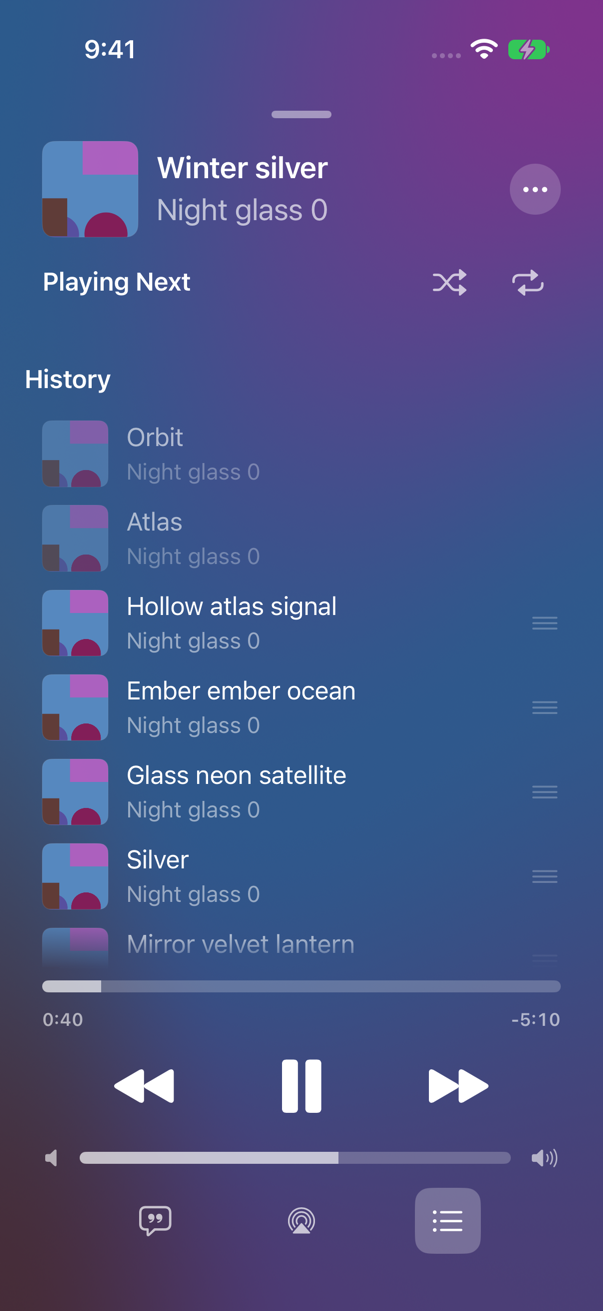 9:41
Winter silver
Night glass 0
Playing Next
History
Orbit
Night glass 0
Atlas
Night glass 0
Hollow atlas signal
Night glass 0
Ember ember ocean
Night glass 0
Glass neon satellite
Night glass 0
Silver
Night glass 0
Mirror velvet lantern
0:40
-5:10